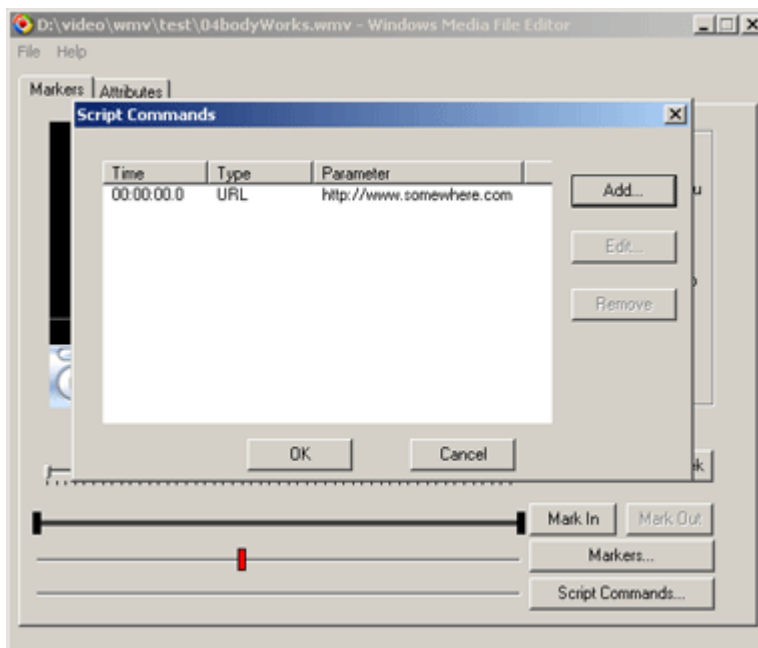 D:\video\wmv\test\04bodyWorks.wmv - Windows Media File Editor
File Help
Markers Attributes
Script Commands
Time Type Parameter
00:00:00.0 URL http://www.somewhere.com
Add...
Edit...
Remove
OK Cancel
Mark In Mark Out
Markers...
Script Commands...